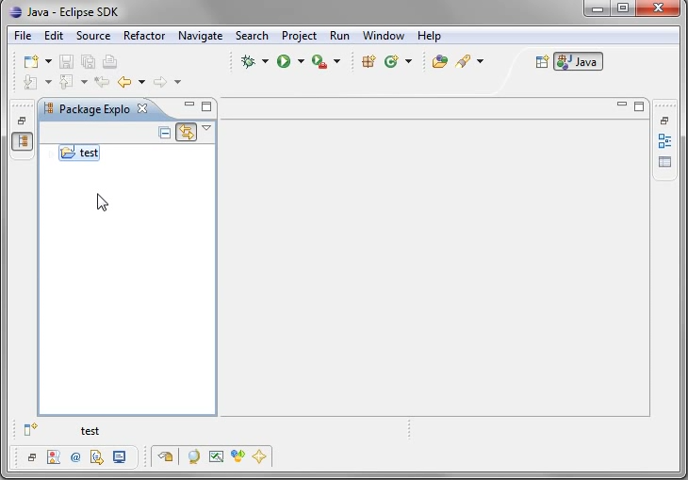 Java - Eclipse SDK
File Edit Source Refactor Navigate Search Project Run Window Help
Java
Package Explo
test
test